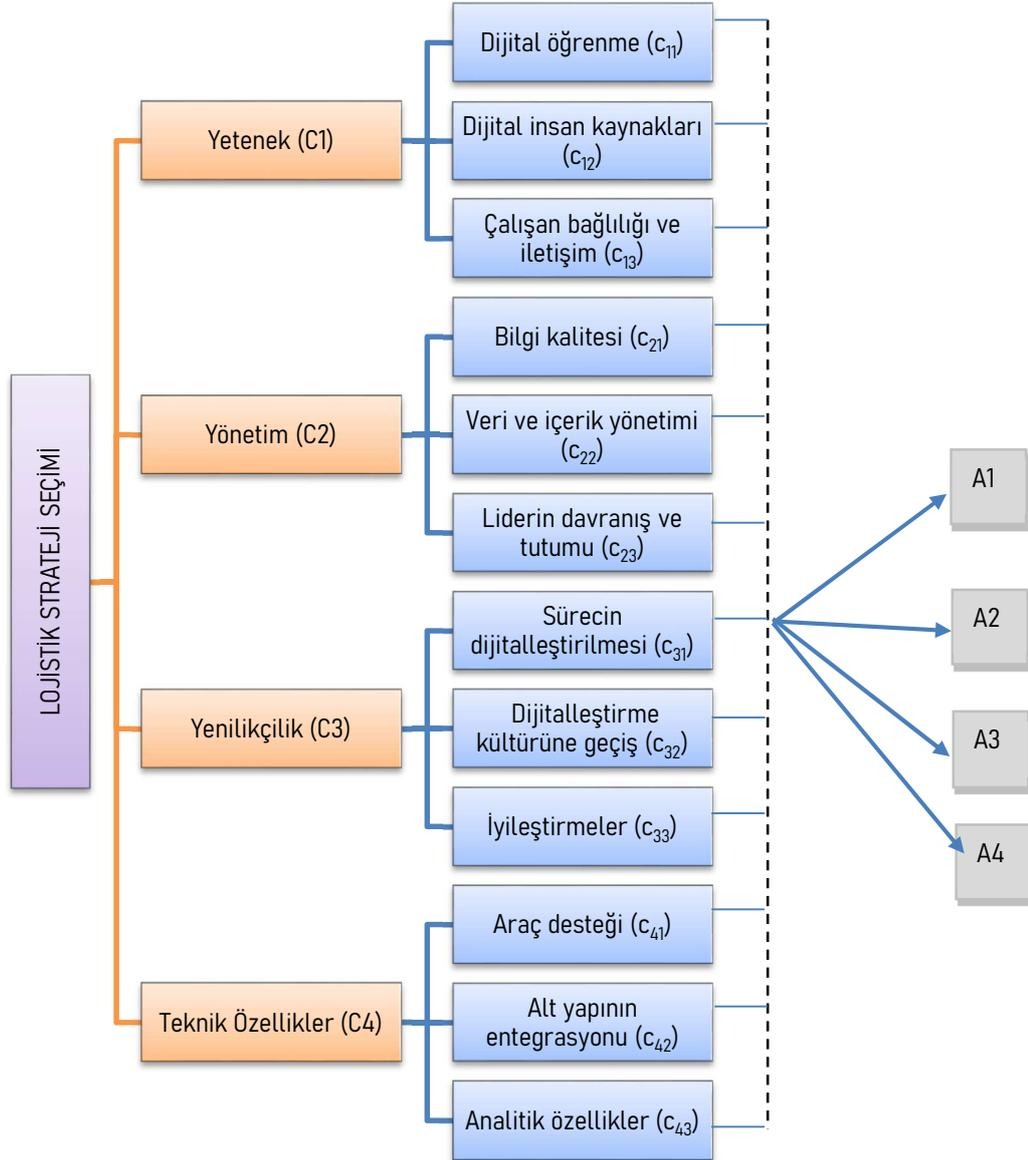 LOJİSTİK STRATEJİ SEÇİMİ
Yetenek (C1)
Dijital öğrenme (c₁₁)
Dijital insan kaynakları
(c₁₂)
Çalışan bağlılığı ve
iletişim (c₁₃)
Yönetim (C2)
Bilgi kalitesi (c₂₁)
Veri ve içerik yönetimi
(c₂₂)
Liderin davranış ve
tutumu (c₂₃)
Yenilikçilik (C3)
Sürecin
dijitalleştirilmesi (c₃₁)
Dijitalleştirme
kültürüne geçiş (c₃₂)
İyileştirmeler (c₃₃)
Teknik Özellikler (C4)
Araç desteği (c₄₁)
Alt yapının
entegrasyonu (c₄₂)
Analitik özellikler (c₄₃)
A1
A2
A3
A4